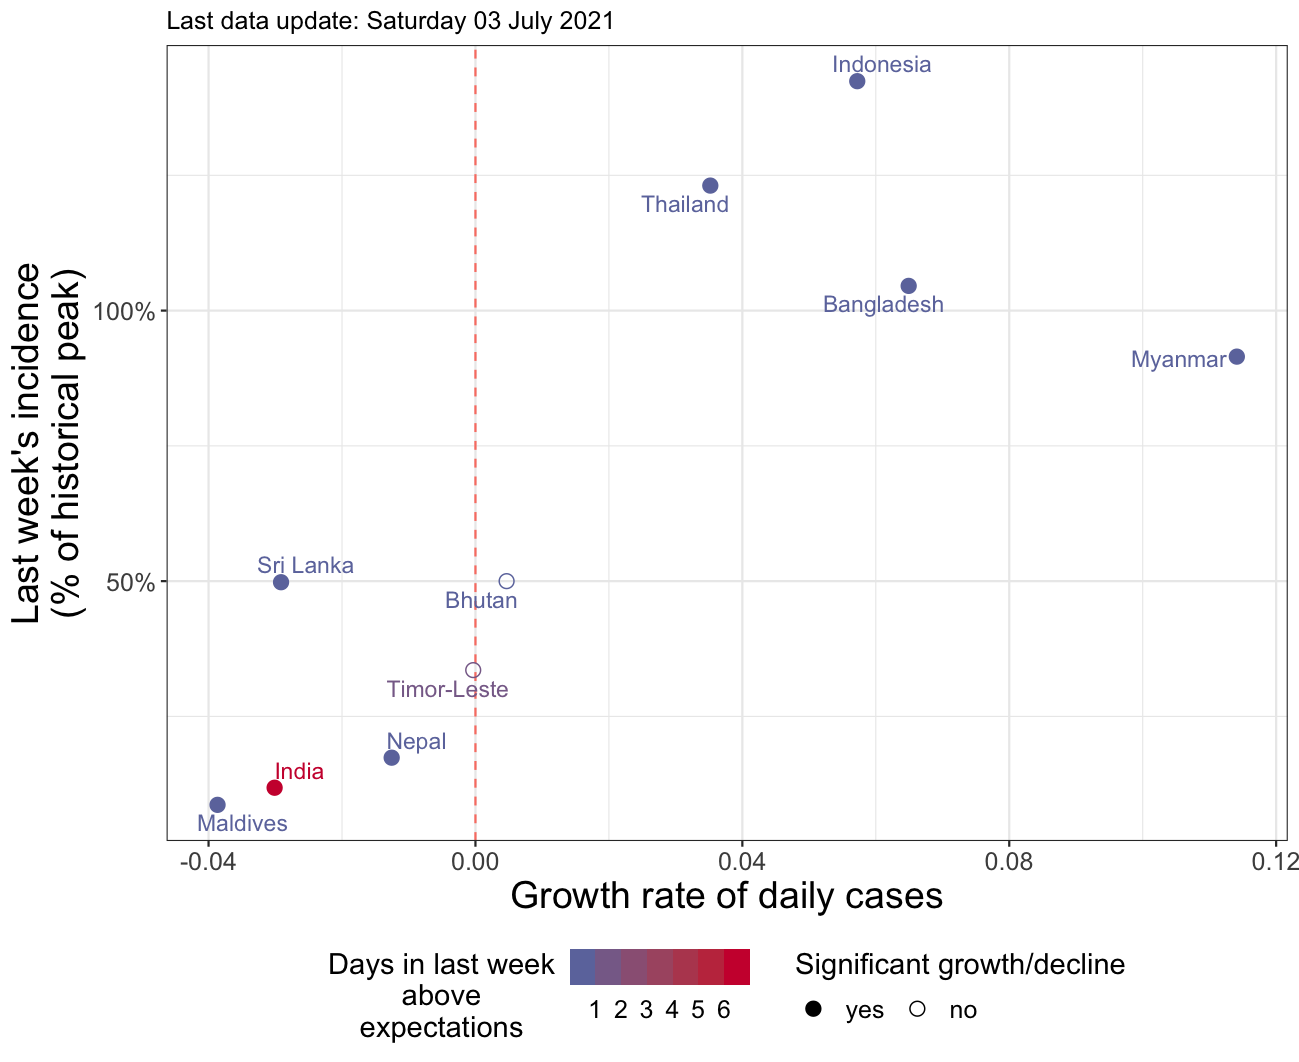 Last data update: Saturday 03 July 2021
Indonesia
Thailand
Bangladesh
Myanmar
Sri Lanka
Bhutan
Timor-Leste
Nepal
India
Maldives
100%
50%
Last week's incidence
(% of historical peak)
-0.04 0.00 0.04 0.08 0.12
Growth rate of daily cases
Days in last week
above
expectations
1 2 3 4 5 6
Significant growth/decline
yes no